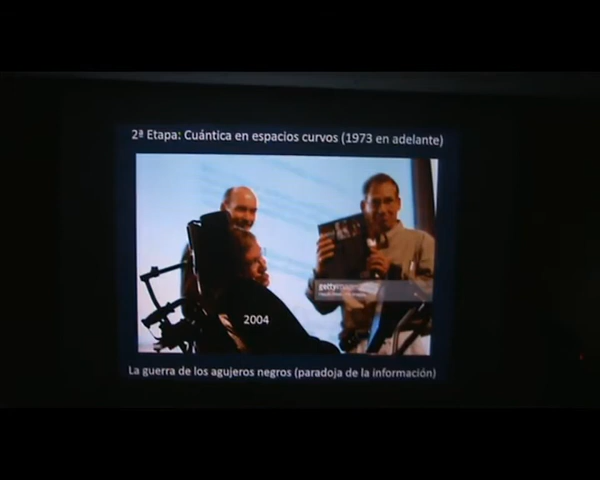 2ª Etapa: Cuántica en espacios curvos (1973 en adelante)
gettyimages
2004
La guerra de los agujeros negros (paradoja de la información)